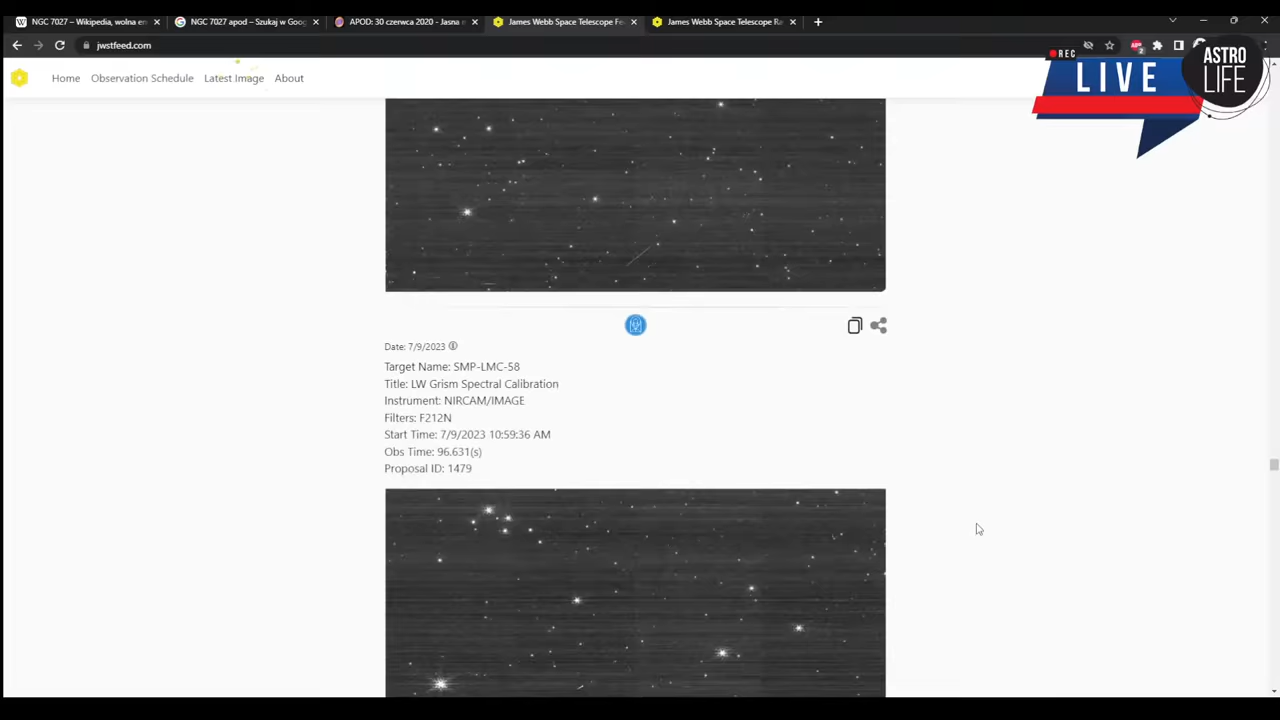 NGC 7027 – Wikipedia, wolna en
NGC 7027 apod – Szukaj w Goog
APOD: 30 czerwca 2020 - Jasna e
James Webb Space Telescope Fe
James Webb Space Telescope Ra
jwstfeed.com
REC
LIVE
ASTRO
LIFE
Home
Observation Schedule
Latest Image
About
Date: 7/9/2023
Target Name: SMP-LMC-58
Title: LW Grism Spectral Calibration
Instrument: NIRCAM/IMAGE
Filters: F212N
Start Time: 7/9/2023 10:59:36 AM
Obs Time: 96.631(s)
Proposal ID: 1479